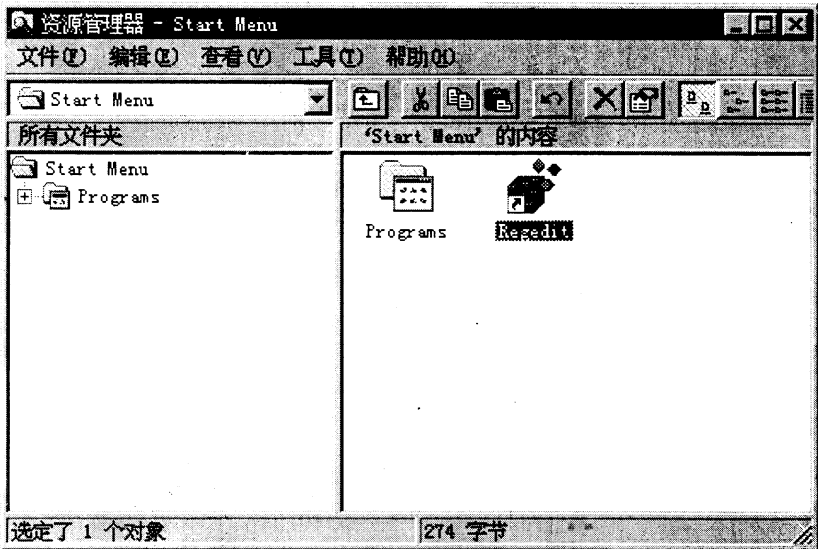 资源管理器 - Start Menu
文件(F) 编辑(E) 查看(V) 工具(T) 帮助(H)
Start Menu
所有文件夹
'Start Menu' 的内容
Start Menu
Programs
Programs
Regedit
选定了 1 个对象
274 字节